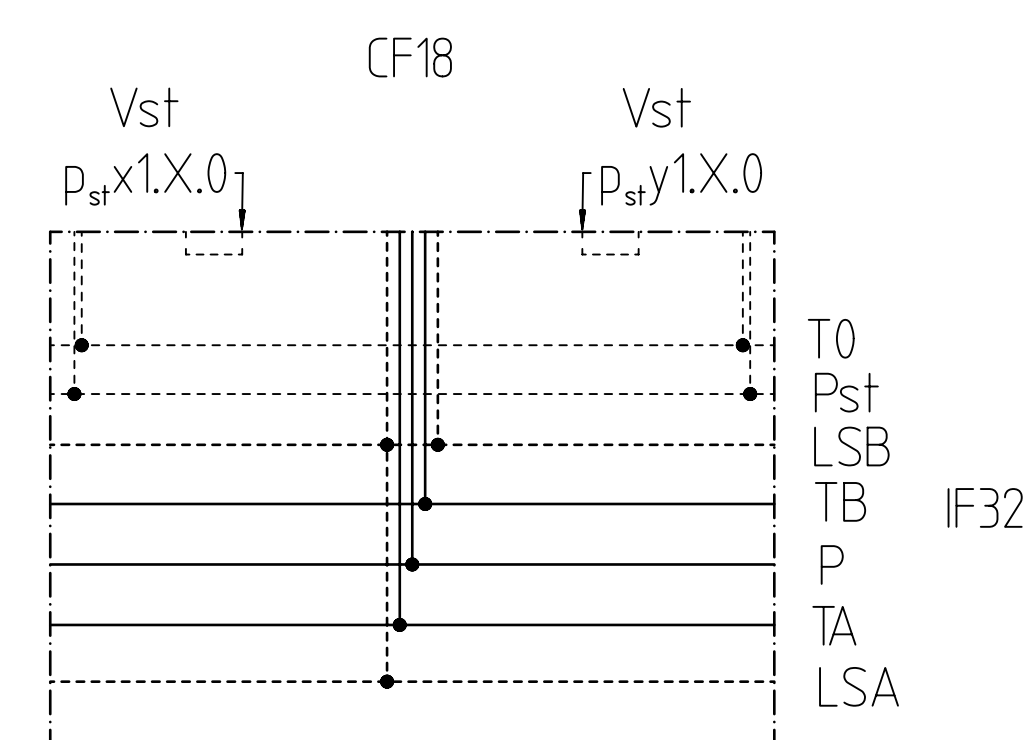 CF18
Vst Vst
pstx1.X.0 psty1.X.0
T0
Pst
LSB
TB
IF32
P
TA
LSA